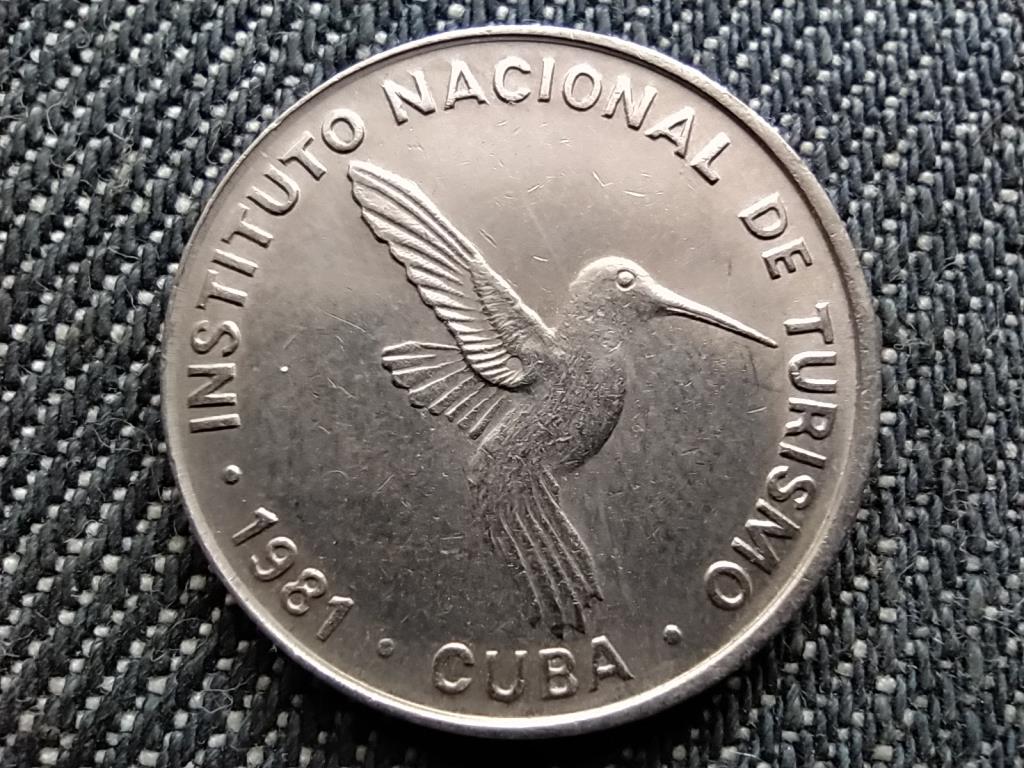 · INSTITUTO NACIONAL DE TURISMO
· CUBA ·
1981